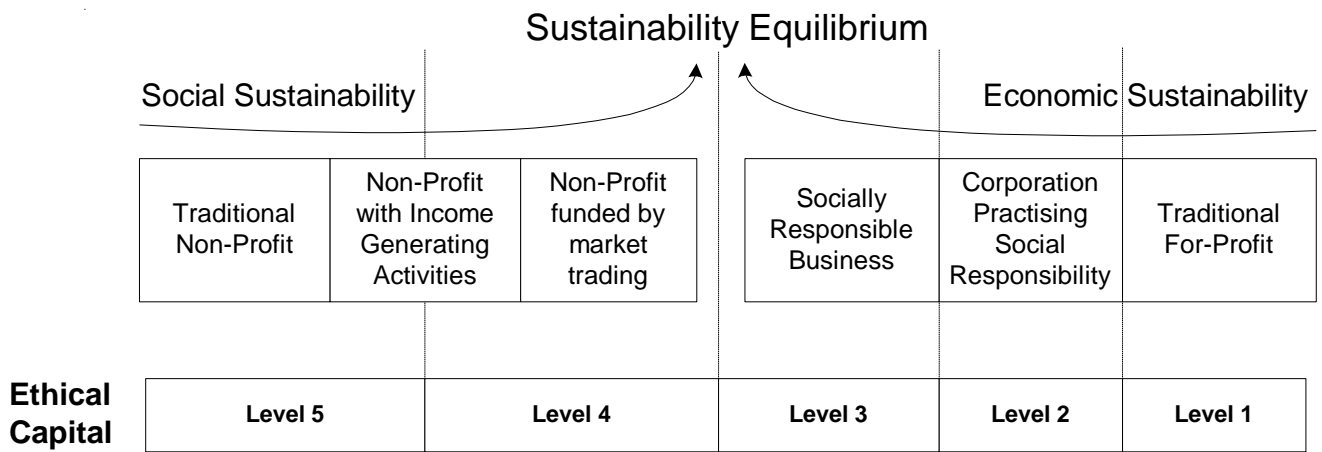 Sustainability Equilibrium
Social Sustainability
Economic Sustainability
Traditional
Non-Profit
Non-Profit
with Income
Generating
Activities
Non-Profit
funded by
market
trading
Socially
Responsible
Business
Corporation
Practising
Social
Responsibility
Traditional
For-Profit
Ethical
Capital
Level 5
Level 4
Level 3
Level 2
Level 1